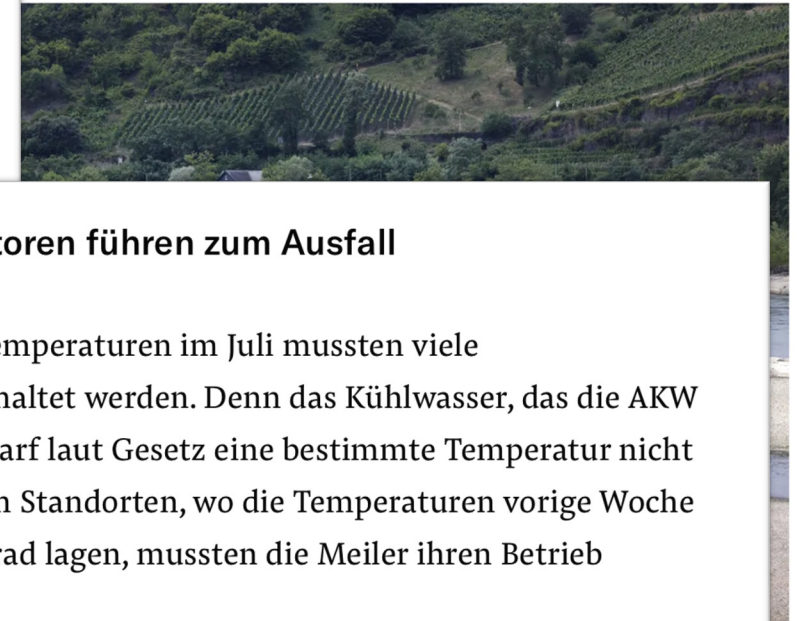 toren führen zum Ausfall
emperaturen im Juli mussten viele
haltet werden. Denn das Kühlwasser, das die AKW
arf laut Gesetz eine bestimmte Temperatur nicht
n Standorten, wo die Temperaturen vorige Woche
rad lagen, mussten die Meiler ihren Betrieb